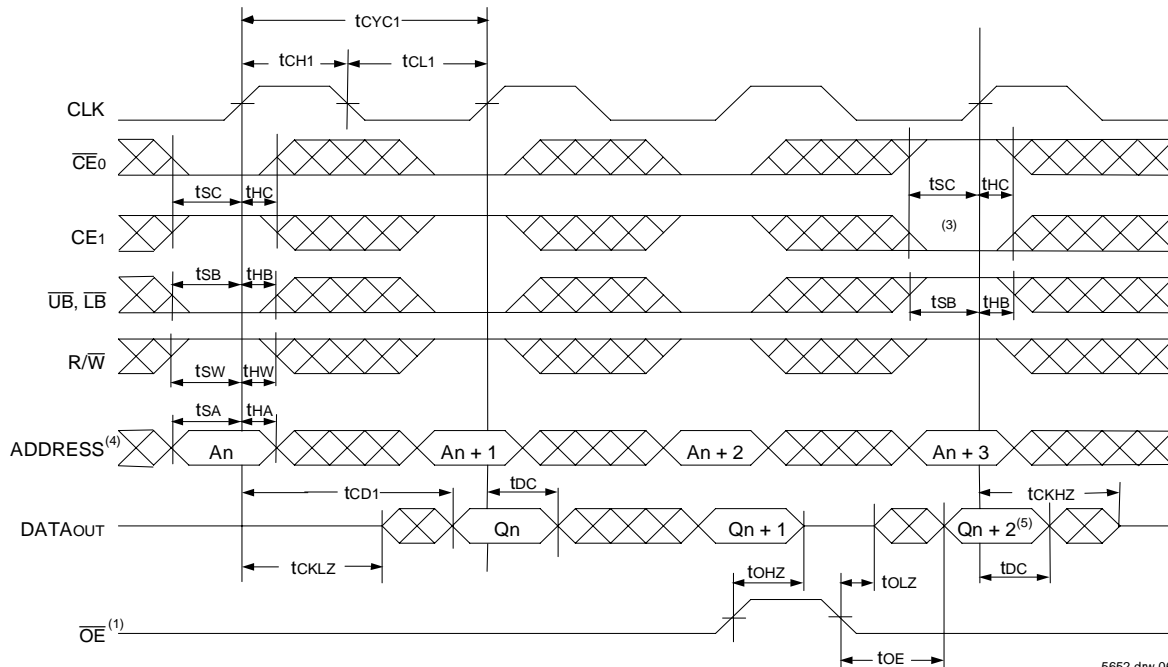 tCYC1
tCH1 tCL1
CLK
CE0
tSC tHC tSC tHC
CE1 (3)
tSB tHB
UB, LB tSB tHB
R/W
tSW tHW
tSA tHA
ADDRESS(4) An An + 1 An + 2 An + 3
tCD1 tDC tCKHZ
DATAOUT Qn Qn + 1 Qn + 2(5)
tCKLZ tOHZ tOLZ tDC
OE (1)
tOE